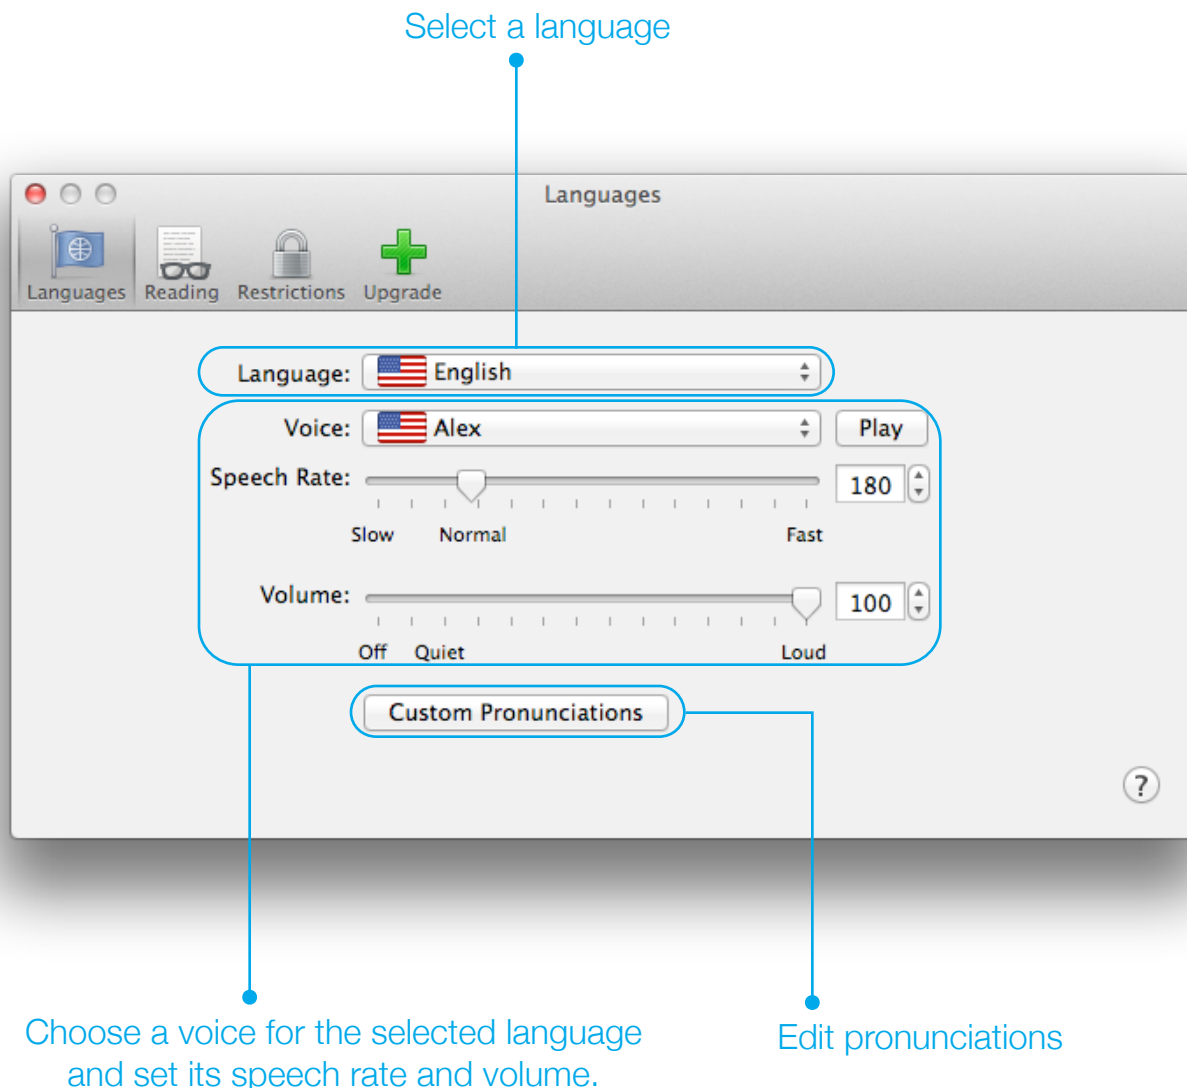 Select a language
Languages
Languages Reading Restrictions Upgrade
Language: English
Voice: Alex Play
Speech Rate: 180
Slow Normal Fast
Volume: 100
Off Quiet Loud
Custom Pronunciations
?
Choose a voice for the selected language
and set its speech rate and volume.
Edit pronunciations